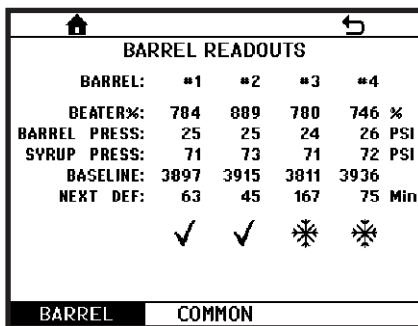 BARREL READOUTS
BARREL: #1 #2 #3 #4
BEATER%: 784 889 780 746 %
BARREL PRESS: 25 25 24 26 PSI
SYRUP PRESS: 71 73 71 72 PSI
BASELINE: 3897 3915 3811 3936
NEXT DEF: 63 45 167 75 Min
BARREL COMMON